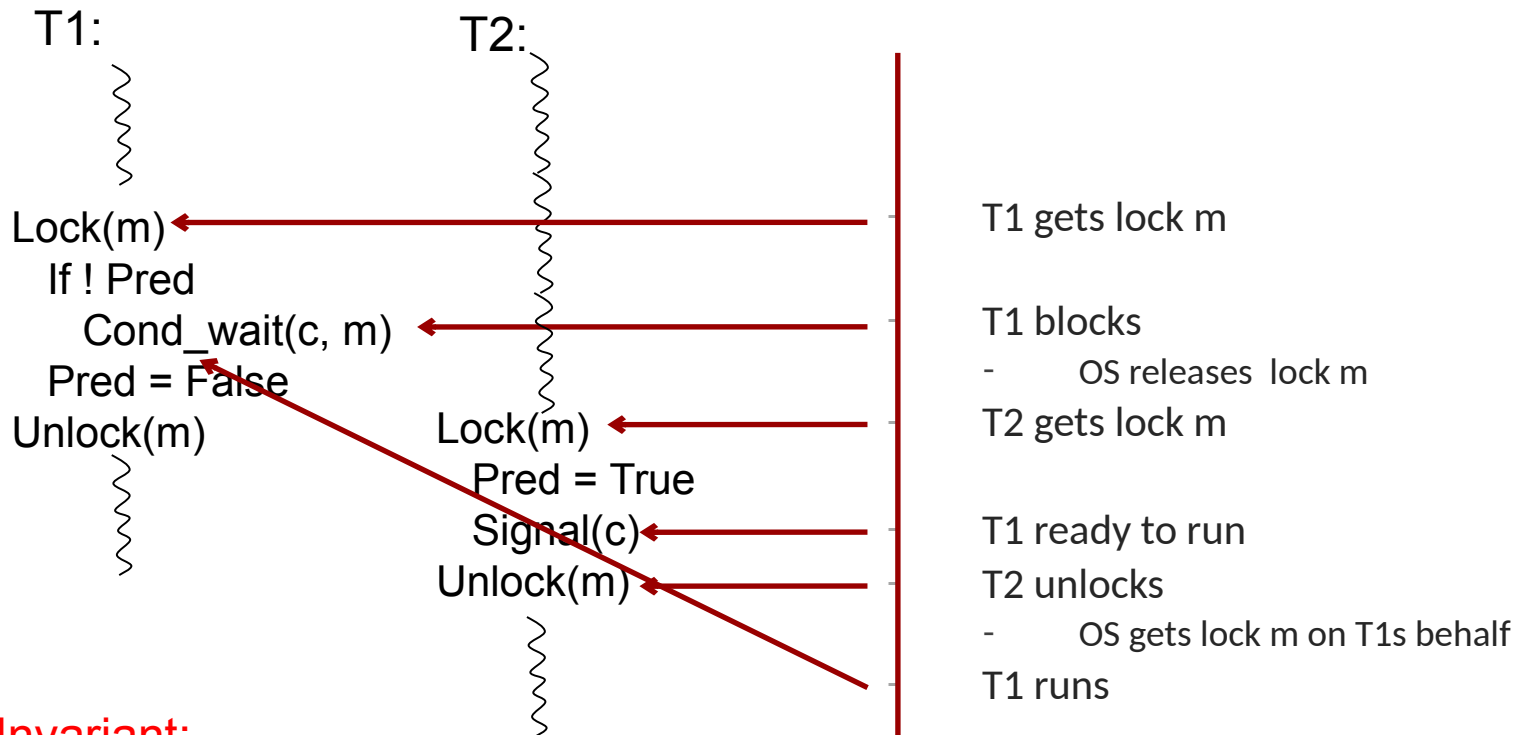 T1:
Lock(m)
If ! Pred
Cond_wait(c, m)
Pred = False
Unlock(m)
T2:
Lock(m)
Pred = True
Signal(c)
Unlock(m)
T1 gets lock m
T1 blocks
- OS releases lock m
T2 gets lock m
T1 ready to run
T2 unlocks
- OS gets lock m on T1s behalf
T1 runs
Invariant: